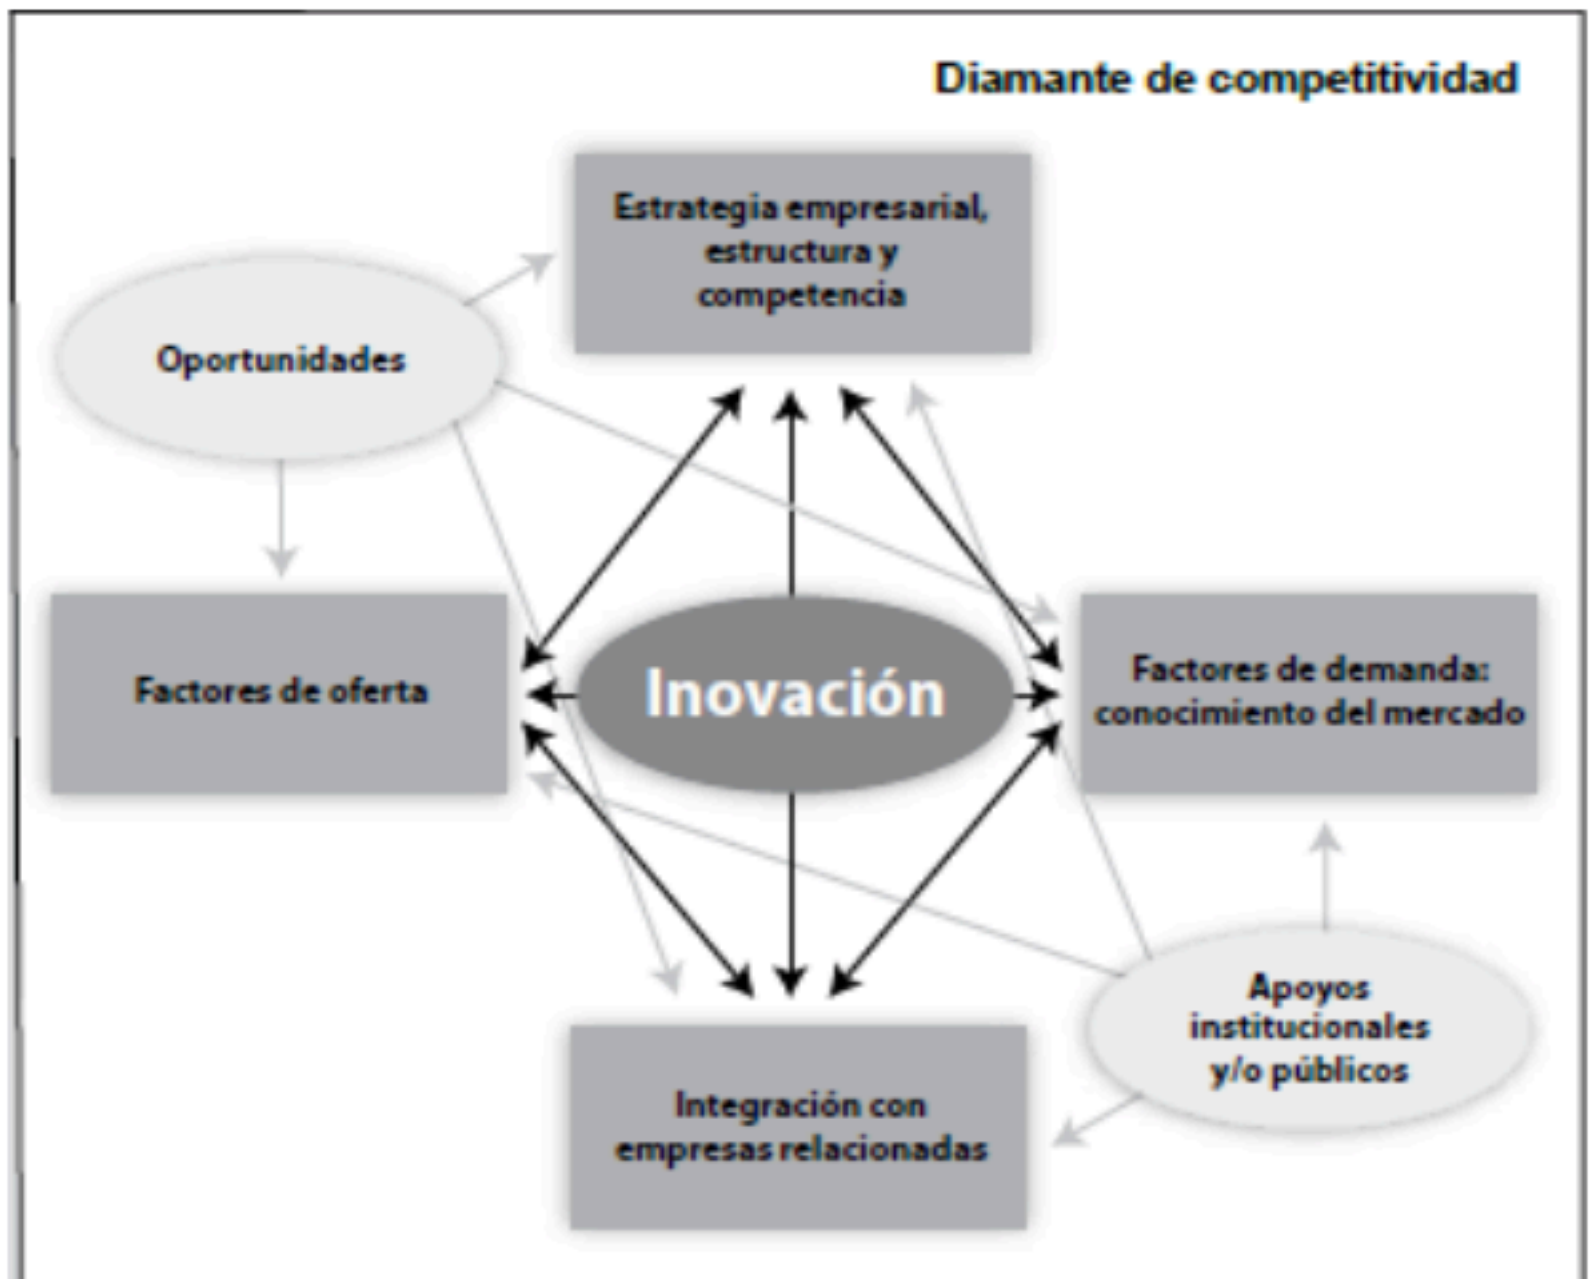 Diamante de competitividad
Estrategia empresarial,
estructura y
competencia
Oportunidades
Factores de oferta
Inovación
Factores de demanda:
conocimiento del mercado
Apoyos
institucionales
y/o públicos
Integración con
empresas relacionadas